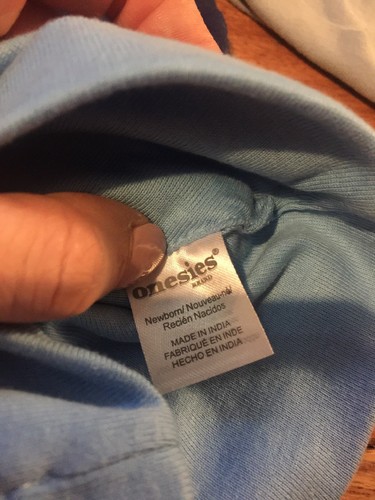 onesies®
BRAND
Newborn/ Nouveau-né/
Recién Nacidos
MADE IN INDIA
FABRIQUÉ EN INDE
HECHO EN INDIA